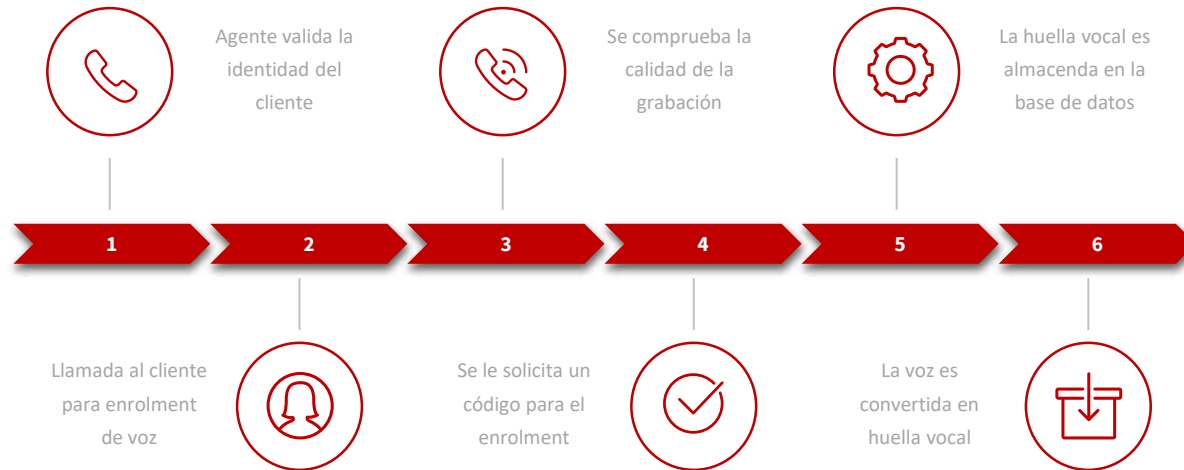 Agente valida la
identidad del
cliente
Se comprueba la
calidad de la
grabación
La huella vocal es
almacenda en la
base de datos
1
2
3
4
5
6
Llamada al cliente
para enrolment
de voz
Se le solicita un
código para el
enrolment
La voz es
convertida en
huella vocal